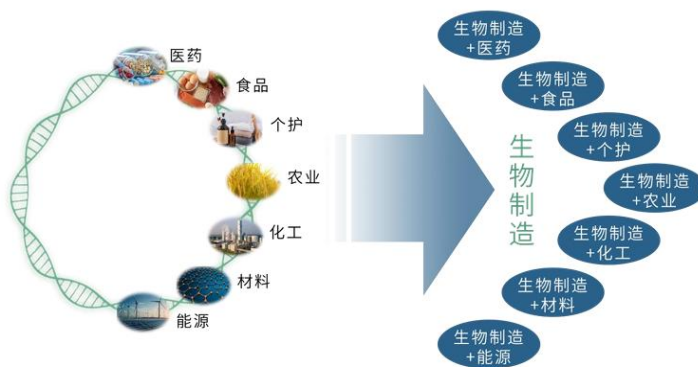 医药
食品
个护
农业
化工
材料
能源
生物制造
生物制造
+医药
生物制造
+食品
生物制造
+个护
生物制造
+农业
生物制造
+化工
生物制造
+材料
生物制造
+能源